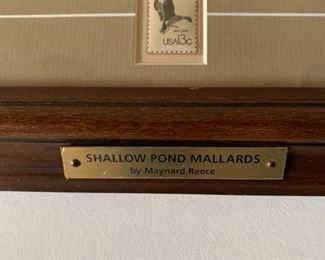 USA 13c
SHALLOW POND MALLARDS
by Maynard Reece